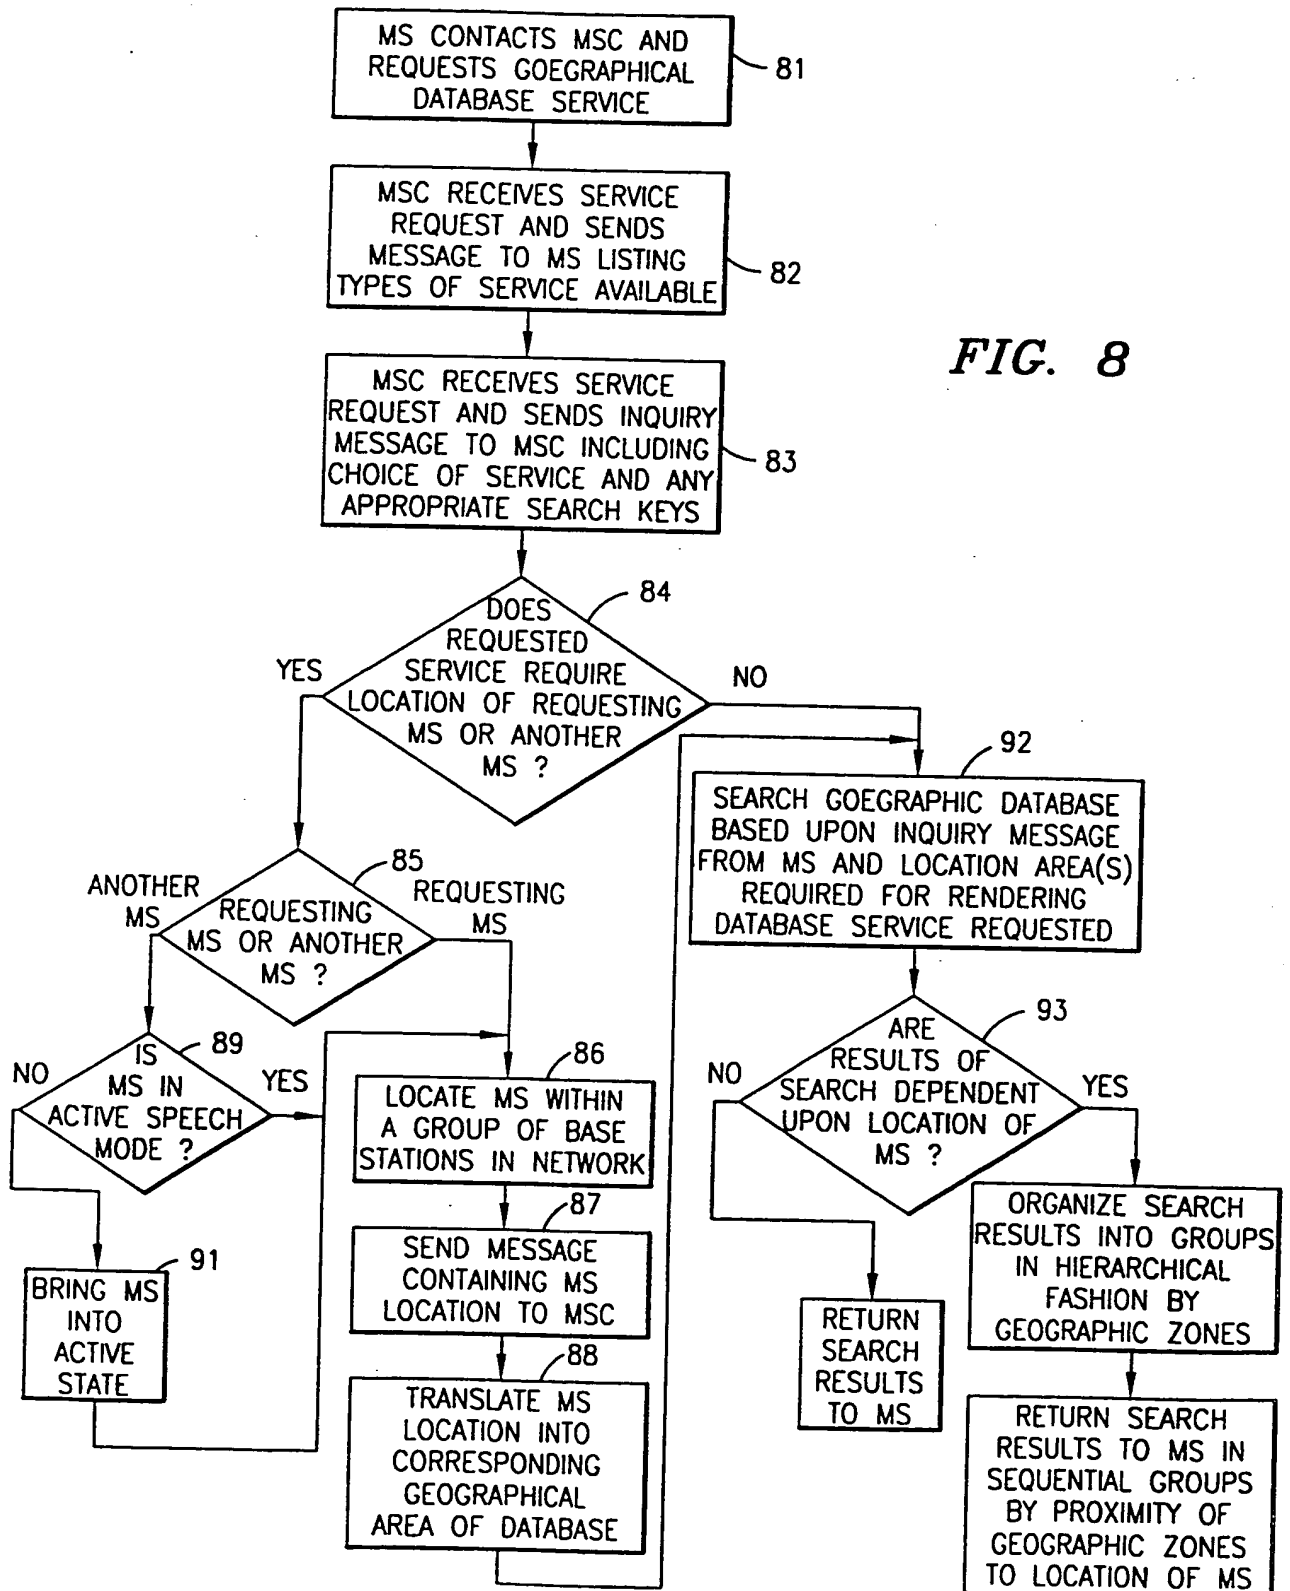 MS CONTACTS MSC AND
REQUESTS GOEGRAPHICAL
DATABASE SERVICE
81
MSC RECEIVES SERVICE
REQUEST AND SENDS
MESSAGE TO MS LISTING
TYPES OF SERVICE AVAILABLE
82
FIG. 8
MSC RECEIVES SERVICE
REQUEST AND SENDS INQUIRY
MESSAGE TO MSC INCLUDING
CHOICE OF SERVICE AND ANY
APPROPRIATE SEARCH KEYS
83
84
DOES
REQUESTED
SERVICE REQUIRE
LOCATION OF REQUESTING
MS OR ANOTHER
MS ?
YES
NO
85
REQUESTING
MS OR ANOTHER
MS ?
ANOTHER
MS
REQUESTING
MS
89
IS
MS IN
ACTIVE SPEECH
MODE ?
NO
YES
91
BRING MS
INTO
ACTIVE
STATE
86
LOCATE MS WITHIN
A GROUP OF BASE
STATIONS IN NETWORK
87
SEND MESSAGE
CONTAINING MS
LOCATION TO MSC
88
TRANSLATE MS
LOCATION INTO
CORRESPONDING
GEOGRAPHICAL
AREA OF DATABASE
92
SEARCH GOEGRAPHIC DATABASE
BASED UPON INQUIRY MESSAGE
FROM MS AND LOCATION AREA(S)
REQUIRED FOR RENDERING
DATABASE SERVICE REQUESTED
93
ARE
RESULTS OF
SEARCH DEPENDENT
UPON LOCATION OF
MS ?
NO
YES
RETURN
SEARCH
RESULTS
TO MS
ORGANIZE SEARCH
RESULTS INTO GROUPS
IN HIERARCHICAL
FASHION BY
GEOGRAPHIC ZONES
RETURN SEARCH
RESULTS TO MS IN
SEQUENTIAL GROUPS
BY PROXIMITY OF
GEOGRAPHIC ZONES
TO LOCATION OF MS